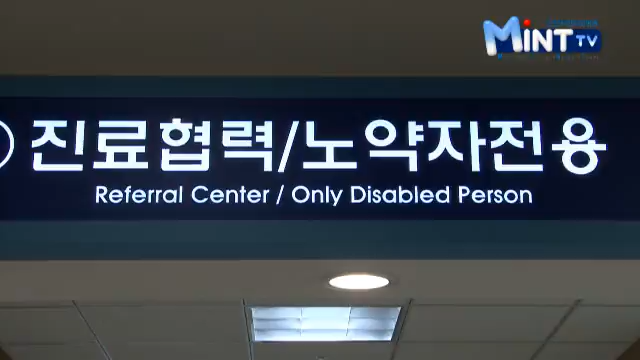 MINT TV
진료협력/노약자전용
Referral Center / Only Disabled Person